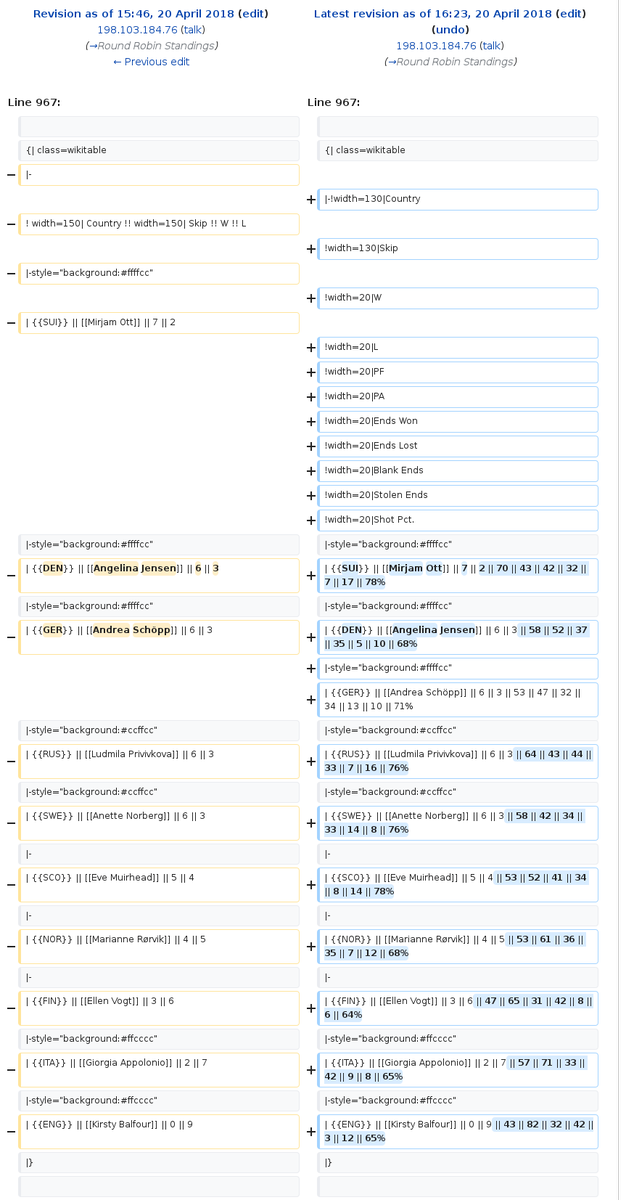 Revision as of 15:46, 20 April 2018 (edit)
198.103.184.76 (talk)
(→Round Robin Standings)
← Previous edit
Latest revision as of 16:23, 20 April 2018 (edit)
(undo)
198.103.184.76 (talk)
(→Round Robin Standings)
Line 967:
Line 967:
{| class=wikitable
{| class=wikitable
− |-
+ |-!width=130|Country
− ! width=150| Country !! width=150| Skip !! W !! L
+ !width=130|Skip
− |-style="background:#ffffcc"
+ !width=20|W
− | {{SUI}} || [[Mirjam Ott]] || 7 || 2
+ !width=20|L
+ !width=20|PF
+ !width=20|PA
+ !width=20|Ends Won
+ !width=20|Ends Lost
+ !width=20|Blank Ends
+ !width=20|Stolen Ends
+ !width=20|Shot Pct.
|-style="background:#ffffcc"
|-style="background:#ffffcc"
− | {{DEN}} || [[Angelina Jensen]] || 6 || 3
+ | {{SUI}} || [[Mirjam Ott]] || 7 || 2 || 70 || 43 || 42 || 32 ||
7 || 17 || 78%
|-style="background:#ffffcc"
|-style="background:#ffffcc"
− | {{GER}} || [[Andrea Schöpp]] || 6 || 3
+ | {{DEN}} || [[Angelina Jensen]] || 6 || 3 || 58 || 52 || 37
|| 35 || 5 || 10 || 68%
+ |-style="background:#ffffcc"
+ | {{GER}} || [[Andrea Schöpp]] || 6 || 3 || 53 || 47 || 32 ||
34 || 13 || 10 || 71%
|-style="background:#ccffcc"
|-style="background:#ccffcc"
− | {{RUS}} || [[Ludmila Privivkova]] || 6 || 3
+ | {{RUS}} || [[Ludmila Privivkova]] || 6 || 3 || 64 || 43 || 44 ||
33 || 7 || 16 || 76%
|-style="background:#ccffcc"
|-style="background:#ccffcc"
− | {{SWE}} || [[Anette Norberg]] || 6 || 3
+ | {{SWE}} || [[Anette Norberg]] || 6 || 3 || 58 || 42 || 34 ||
33 || 14 || 8 || 76%
|-
|-
− | {{SCO}} || [[Eve Muirhead]] || 5 || 4
+ | {{SCO}} || [[Eve Muirhead]] || 5 || 4 || 53 || 52 || 41 || 34
|| 8 || 14 || 78%
|-
|-
− | {{NOR}} || [[Marianne Rørvik]] || 4 || 5
+ | {{NOR}} || [[Marianne Rørvik]] || 4 || 5 || 53 || 61 || 36 ||
35 || 7 || 12 || 68%
|-
|-
− | {{FIN}} || [[Ellen Vogt]] || 3 || 6
+ | {{FIN}} || [[Ellen Vogt]] || 3 || 6 || 47 || 65 || 31 || 42 || 8 ||
6 || 64%
|-style="background:#ffcccc"
|-style="background:#ffcccc"
− | {{ITA}} || [[Giorgia Appolonio]] || 2 || 7
+ | {{ITA}} || [[Giorgia Appolonio]] || 2 || 7 || 57 || 71 || 33 ||
42 || 9 || 8 || 65%
|-style="background:#ffcccc"
|-style="background:#ffcccc"
− | {{ENG}} || [[Kirsty Balfour]] || 0 || 9
+ | {{ENG}} || [[Kirsty Balfour]] || 0 || 9 || 43 || 82 || 32 || 42 ||
3 || 12 || 65%
|}
|}